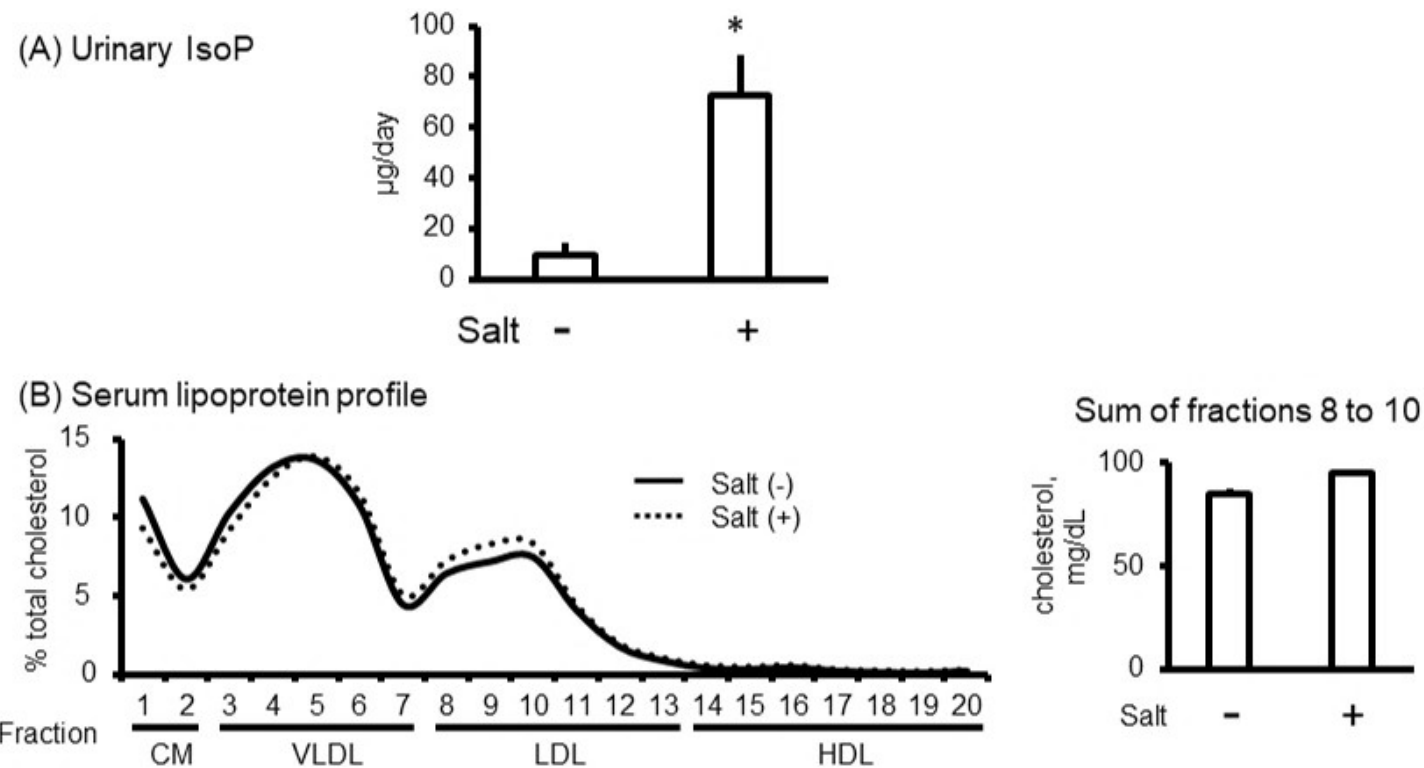 (A) Urinary IsoP
100
*
80
60
40
20
0
µg/day
Salt - +
(B) Serum lipoprotein profile
15
10
5
0
% total cholesterol
Salt (-)
Salt (+)
1 2 3 4 5 6 7 8 9 10 11 12 13 14 15 16 17 18 19 20
Fraction
CM VLDL LDL HDL
Sum of fractions 8 to 10
100
50
0
cholesterol,
mg/dL
Salt - +